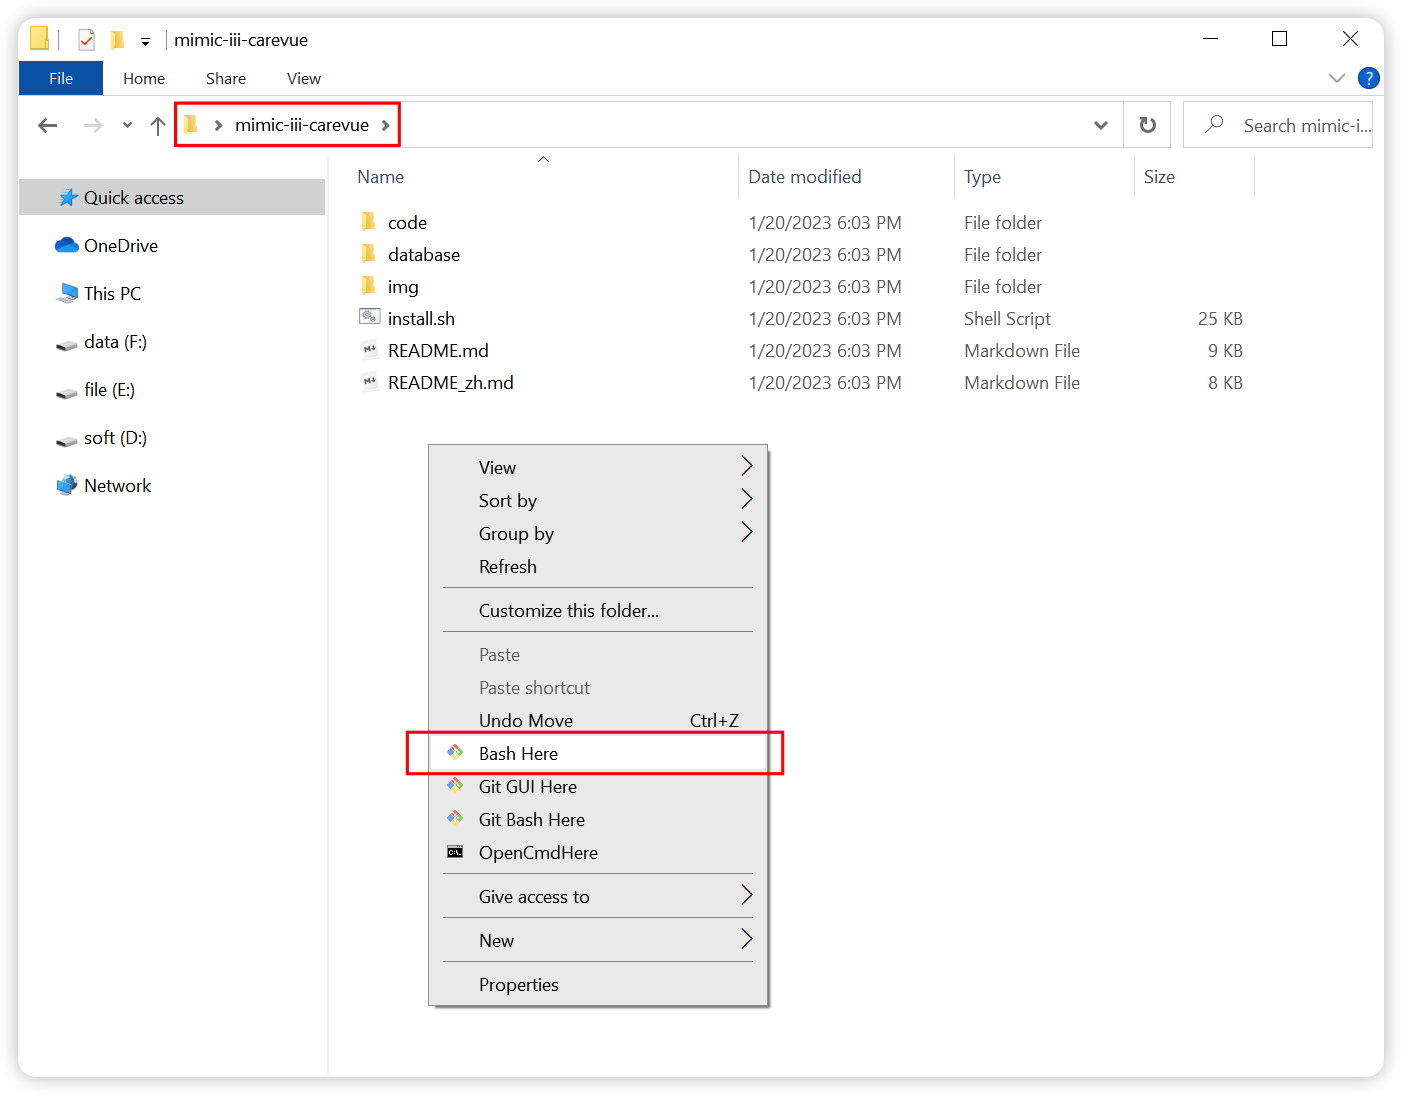 mimic-iii-carevue
File Home Share View
?
mimic-iii-carevue
Search mimic-i...
Name Date modified Type Size
Quick access
OneDrive
This PC
data (F:)
file (E:)
soft (D:)
Network
code 1/20/2023 6:03 PM File folder
database 1/20/2023 6:03 PM File folder
img 1/20/2023 6:03 PM File folder
install.sh 1/20/2023 6:03 PM Shell Script 25 KB
README.md 1/20/2023 6:03 PM Markdown File 9 KB
README_zh.md 1/20/2023 6:03 PM Markdown File 8 KB
View
Sort by
Group by
Refresh
Customize this folder...
Paste
Paste shortcut
Undo Move Ctrl+Z
Bash Here
Git GUI Here
Git Bash Here
OpenCmdHere
Give access to
New
Properties